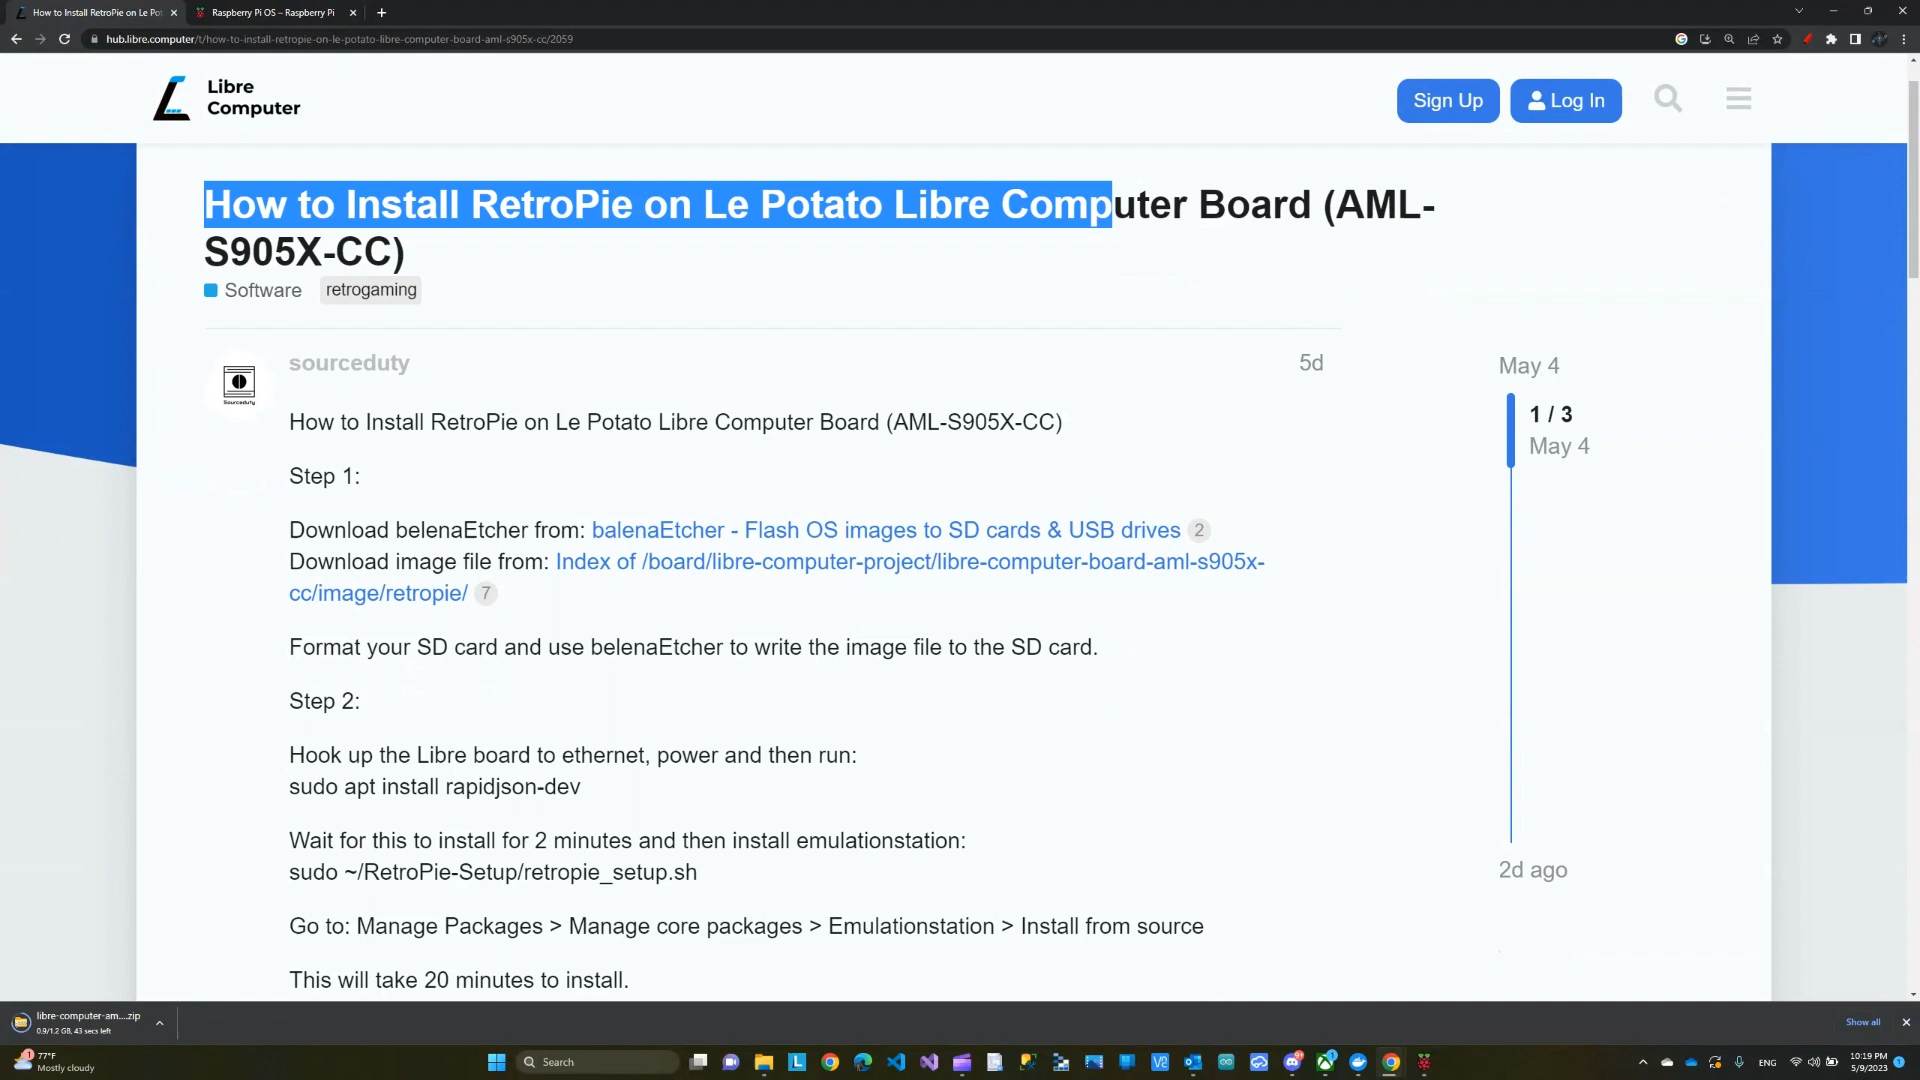 How to Install RetroPie on Le Pot
Raspberry Pi OS – Raspberry Pi
hub.libre.computer/t/how-to-install-retropie-on-le-potato-libre-computer-board-aml-s905x-cc/2059
Libre
Computer
Sign Up
Log In
How to Install RetroPie on Le Potato Libre Computer Board (AML-
S905X-CC)
Software
retrogaming
sourceduty
5d
Sourceduty
How to Install RetroPie on Le Potato Libre Computer Board (AML-S905X-CC)
Step 1:
Download belenaEtcher from: balenaEtcher - Flash OS images to SD cards & USB drives 2
Download image file from: Index of /board/libre-computer-project/libre-computer-board-aml-s905x-
cc/image/retropie/ 7
Format your SD card and use belenaEtcher to write the image file to the SD card.
Step 2:
Hook up the Libre board to ethernet, power and then run:
sudo apt install rapidjson-dev
Wait for this to install for 2 minutes and then install emulationstation:
sudo ~/RetroPie-Setup/retropie_setup.sh
Go to: Manage Packages > Manage core packages > Emulationstation > Install from source
This will take 20 minutes to install.
May 4
1 / 3
May 4
2d ago
libre-computer-am....zip
0.9/1.2 GB, 43 secs left
Show all
77°F
Mostly cloudy
Search
ENG
10:19 PM
5/9/2023